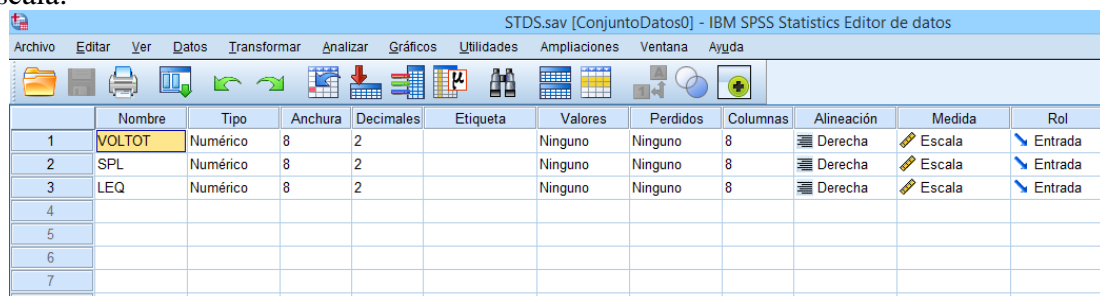 escala.
STDS.sav [ConjuntoDatos0] - IBM SPSS Statistics Editor de datos
Archivo Editar Ver Datos Transformar Analizar Gráficos Utilidades Ampliaciones Ventana Ayuda
Nombre Tipo Anchura Decimales Etiqueta Valores Perdidos Columnas Alineación Medida Rol
1 VOLTOT Numérico 8 2 Ninguno Ninguno 8 Derecha Escala Entrada
2 SPL Numérico 8 2 Ninguno Ninguno 8 Derecha Escala Entrada
3 LEQ Numérico 8 2 Ninguno Ninguno 8 Derecha Escala Entrada
4
5
6
7